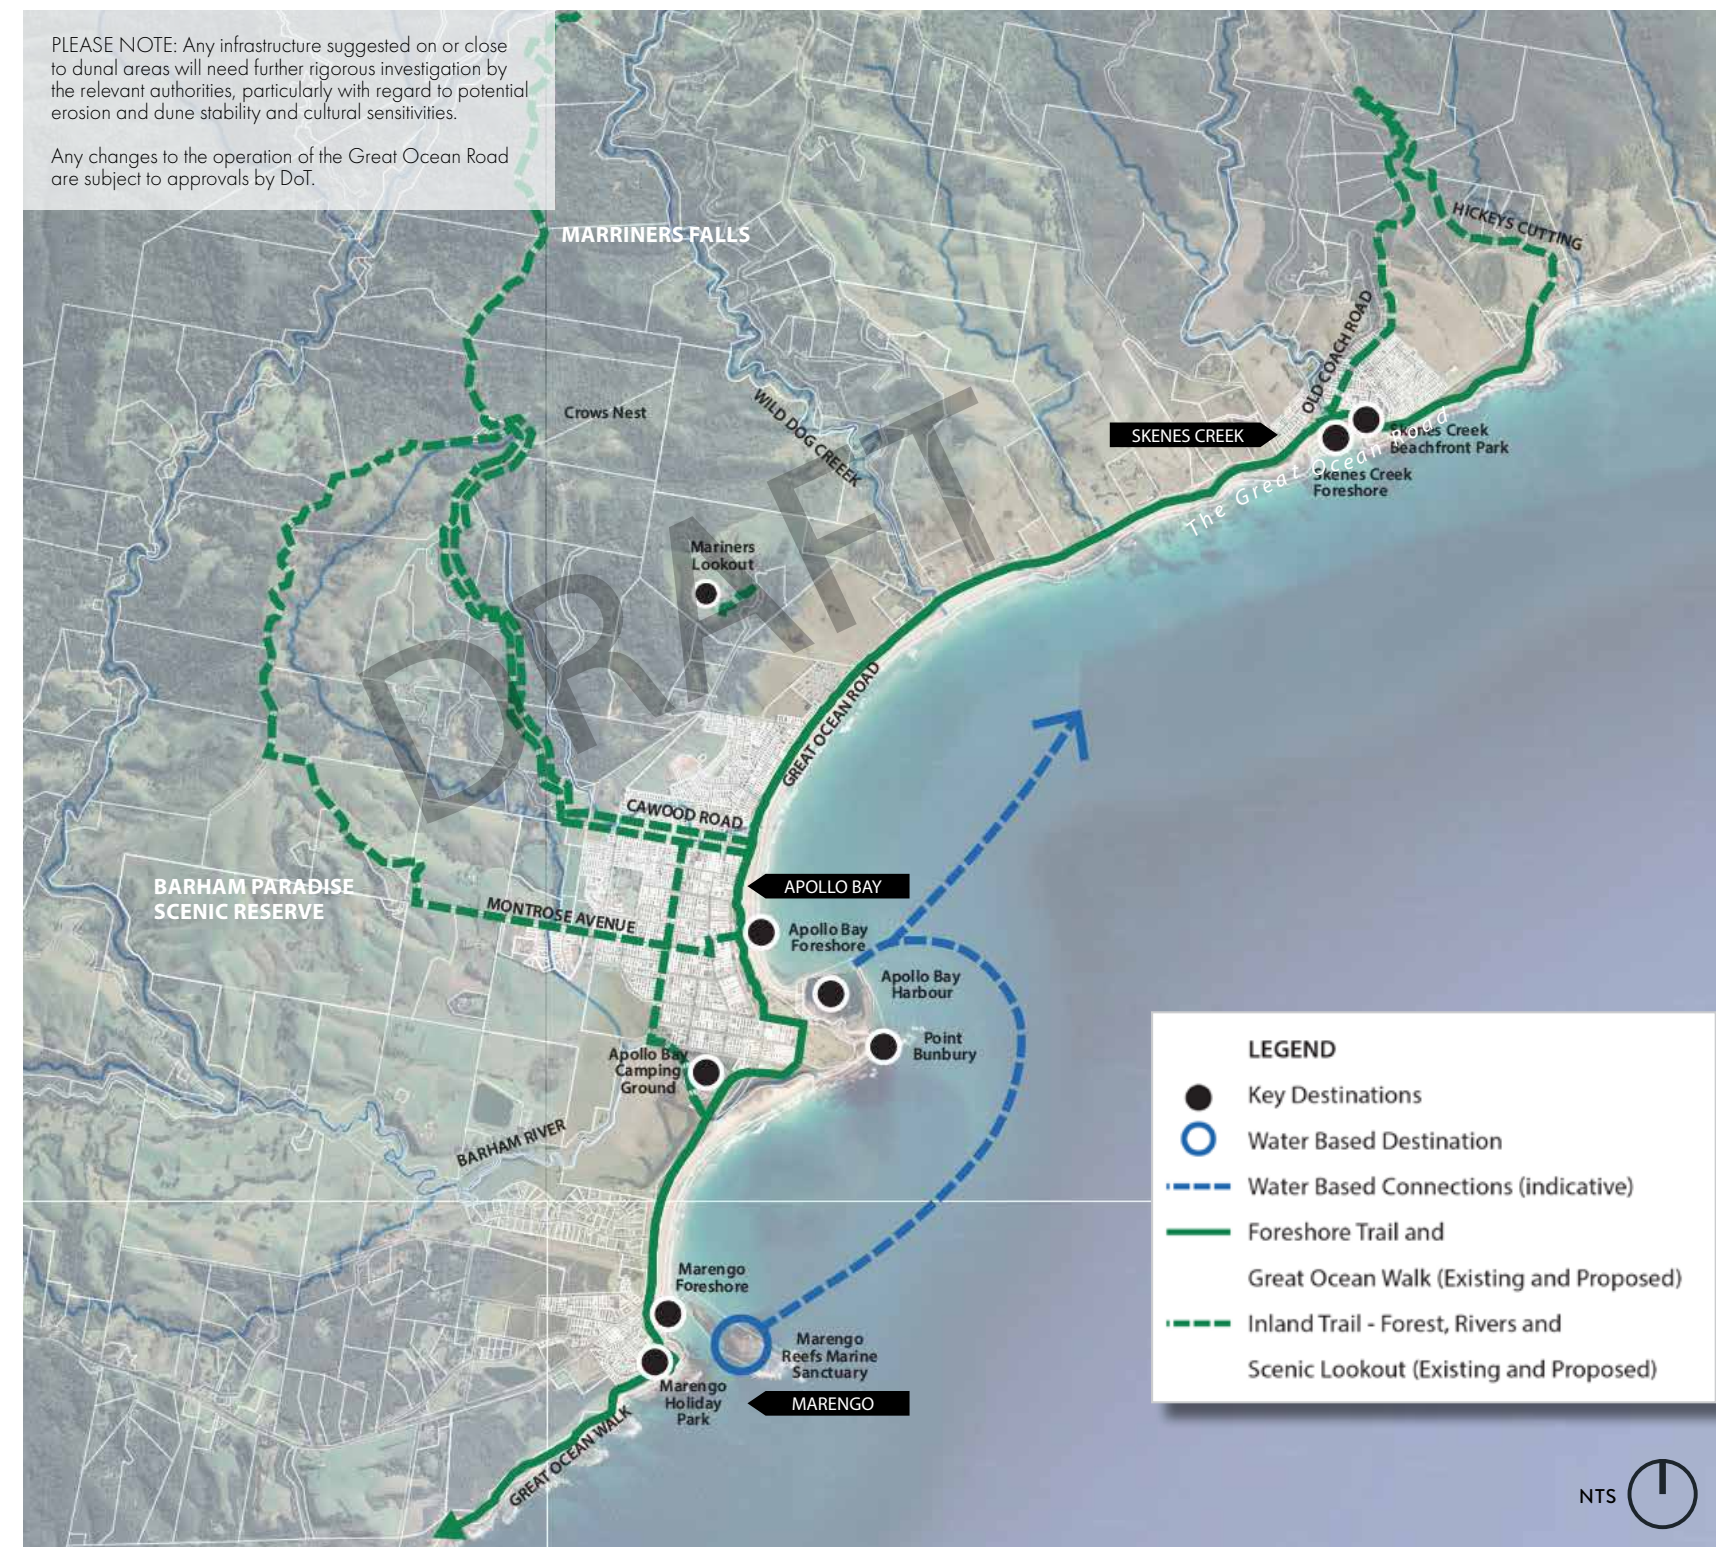 PLEASE NOTE: Any infrastructure suggested on or close
to dunal areas will need further rigorous investigation by
the relevant authorities, particularly with regard to potential
erosion and dune stability and cultural sensitivities.
Any changes to the operation of the Great Ocean Road
are subject to approvals by DoT.
MARRINERS FALLS
HICKEYS CUTTING
OLD COACH ROAD
Crows Nest
WILD DOG CREEEK
SKENES CREEK
Skenes Creek
Beachfront Park
Skenes Creek
Foreshore
The Great Ocean Road
Mariners
Lookout
DRAFT
GREAT OCEAN ROAD
CAWOOD ROAD
BARHAM PARADISE
SCENIC RESERVE
MONTROSE AVENUE
APOLLO BAY
Apollo Bay
Foreshore
Apollo Bay
Harbour
Point
Bunbury
Apollo Bay
Camping
Ground
BARHAM RIVER
Marengo
Foreshore
Marengo
Reefs Marine
Sanctuary
Marengo
Holiday
Park
MARENGO
GREAT OCEAN WALK
LEGEND
Key Destinations
Water Based Destination
Water Based Connections (indicative)
Foreshore Trail and
Great Ocean Walk (Existing and Proposed)
Inland Trail - Forest, Rivers and
Scenic Lookout (Existing and Proposed)
NTS